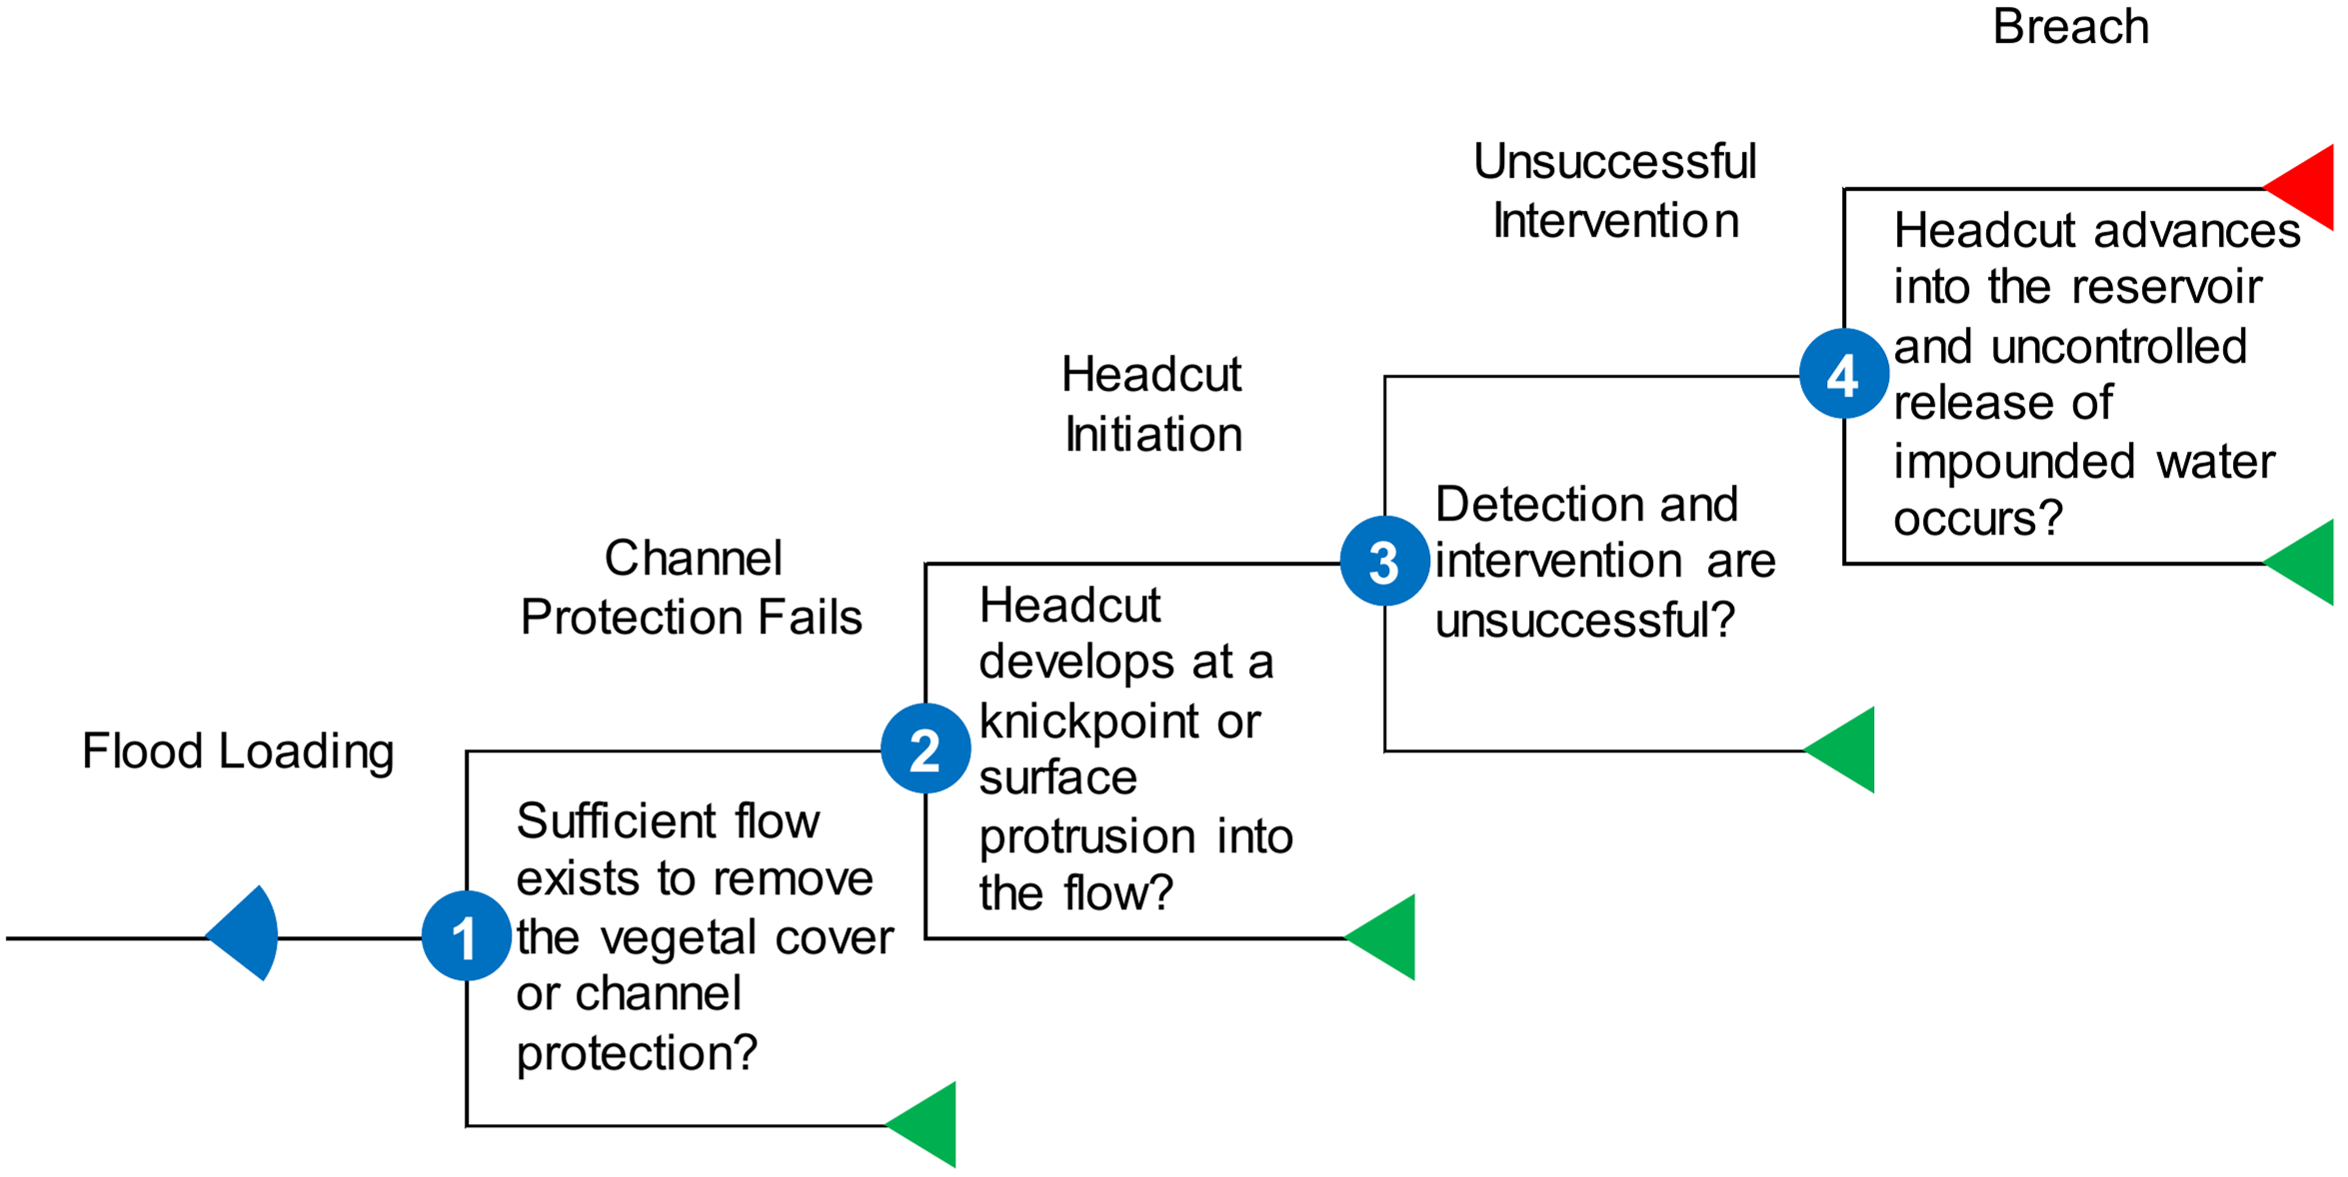 Flood Loading
1
Sufficient flow
exists to remove
the vegetal cover
or channel
protection?
Channel
Protection Fails
2
Headcut
develops at a
knickpoint or
surface
protrusion into
the flow?
Headcut
Initiation
3
Detection and
intervention are
unsuccessful?
Unsuccessful
Intervention
4
Headcut advances
into the reservoir
and uncontrolled
release of
impounded water
occurs?
Breach